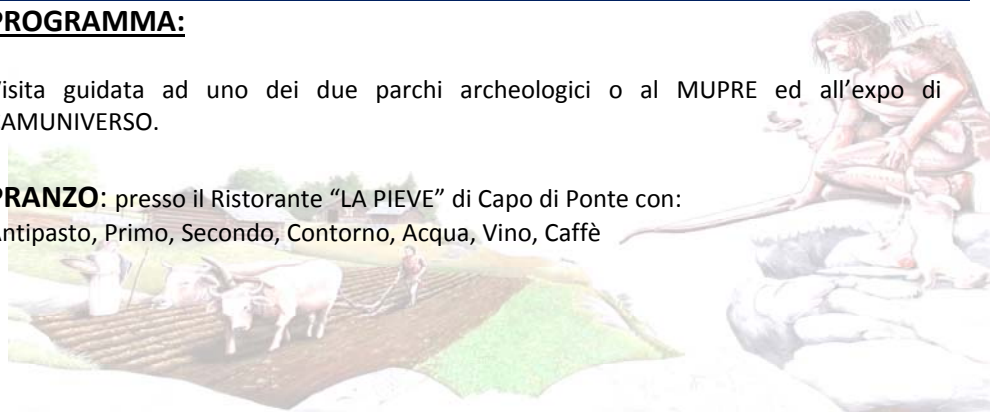 PROGRAMMA:
isita guidata ad uno dei due parchi archeologici o al MUPRE ed all'expo di
AMUNIVERSO.
PRANZO: presso il Ristorante “LA PIEVE” di Capo di Ponte con:
ntipasto, Primo, Secondo, Contorno, Acqua, Vino, Caffè